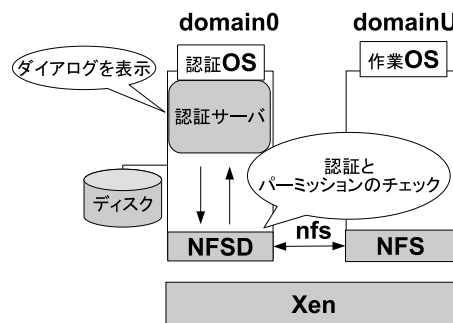 domain0
domainU
認証OS
作業OS
ダイアログを表示
認証サーバ
認証と
パーミッションのチェック
ディスク
nfs
NFSD
NFS
Xen